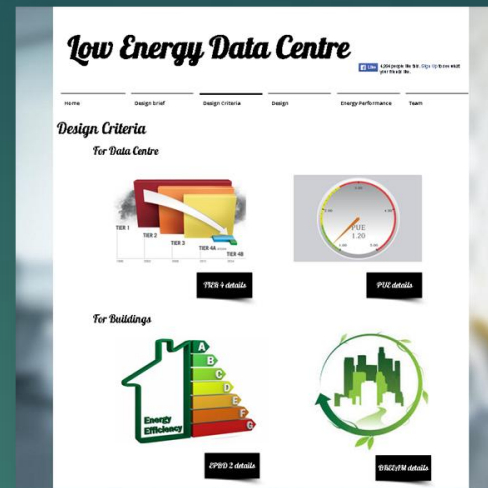 Low Energy Data Centre
Like
Home
Design brief
Design Criteria
Design
Energy Performance
Team
Design Criteria
For Data Centre
TIER 1
TIER 2
TIER 3
TIER 4A
TIER 4B
PUE
1.20
TIER 4 details
PUE details
For Buildings
A
B
C
D
E
F
G
Energy
Efficiency
EPBD 2 details
BREEAM details